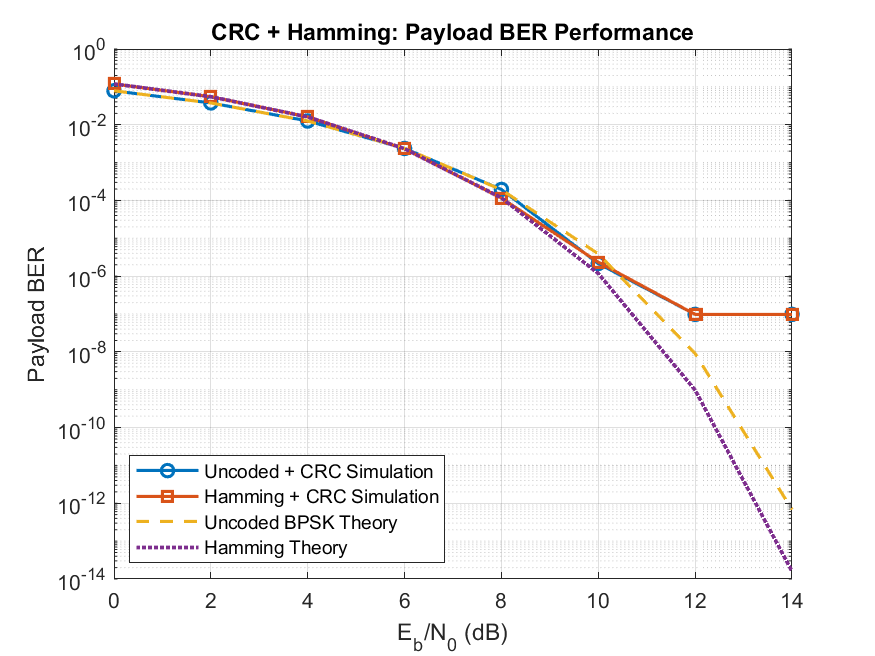 CRC + Hamming: Payload BER Performance
10^0
10^-2
10^-4
10^-6
10^-8
10^-10
10^-12
10^-14
Payload BER
Uncoded + CRC Simulation
Hamming + CRC Simulation
Uncoded BPSK Theory
Hamming Theory
0 2 4 6 8 10 12 14
E_b/N_0 (dB)